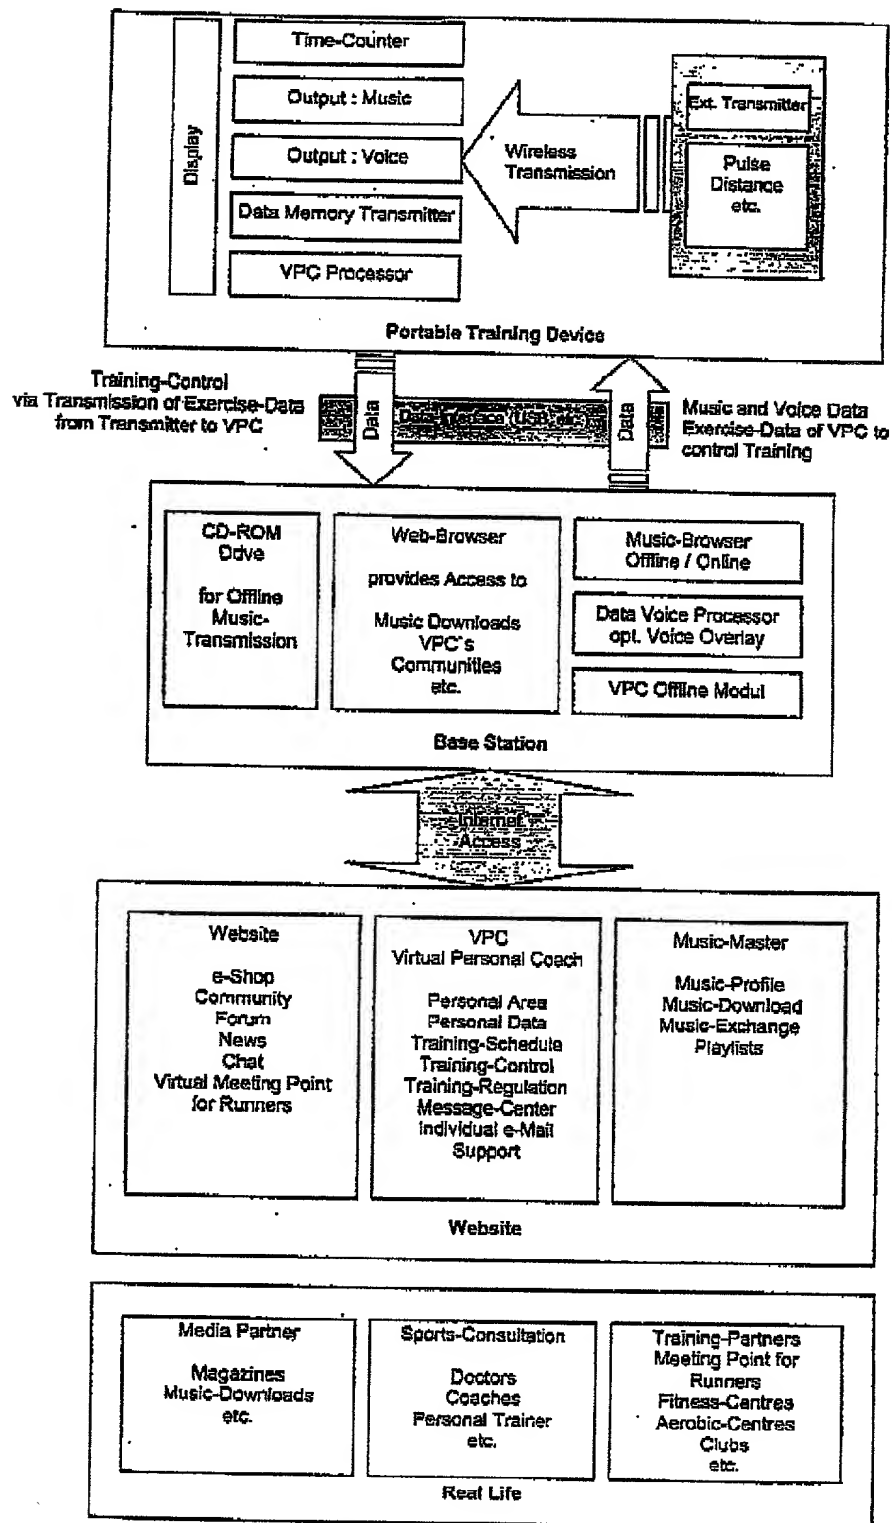 Time-Counter
Output : Music
Output : Voice
Data Memory Transmitter
VPC Processor
Display
Wireless
Transmission
Ext. Transmitter
Pulse
Distance
etc.
Portable Training Device
Training-Control
via Transmission of Exercise-Data
from Transmitter to VPC
Data
Data
Music and Voice Data
Exercise-Data of VPC to
control Training
CD-ROM
Drive
for Offline
Music-
Transmission
Web-Browser
provides Access to
Music Downloads
VPC`s
Communities
etc.
Music-Browser
Offline / Online
Data Voice Processor
opt. Voice Overlay
VPC Offline Modul
Base Station
Internet
Access
Website
e-Shop
Community
Forum
News
Chat
Virtual Meeting Point
for Runners
VPC
Virtual Personal Coach
Personal Area
Personal Data
Training-Schedule
Training-Control
Training-Regulation
Message-Center
Individual e-Mail
Support
Music-Master
Music-Profile
Music-Download
Music-Exchange
Playlists
Website
Media Partner
Magazines
Music-Downloads
etc.
Sports-Consultation
Doctors
Coaches
Personal Trainer
etc.
Training-Partners
Meeting Point for
Runners
Fitness-Centres
Aerobic-Centres
Clubs
etc.
Real Life